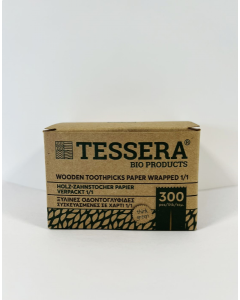 TESSERA®
BIO PRODUCTS
WOODEN TOOTHPICKS PAPER WRAPPED 1/1
HOLZ-ZAHNSTOCHER PAPIER
VERPACKT 1/1
ΞΥΛΙΝΕΣ ΟΔΟΝΤΟΓΛΥΦΙΔΕΣ
ΣΥΣΚΕΥΑΣΜΕΝΕΣ ΣΕ ΧΑΡΤΙ 1/1
300